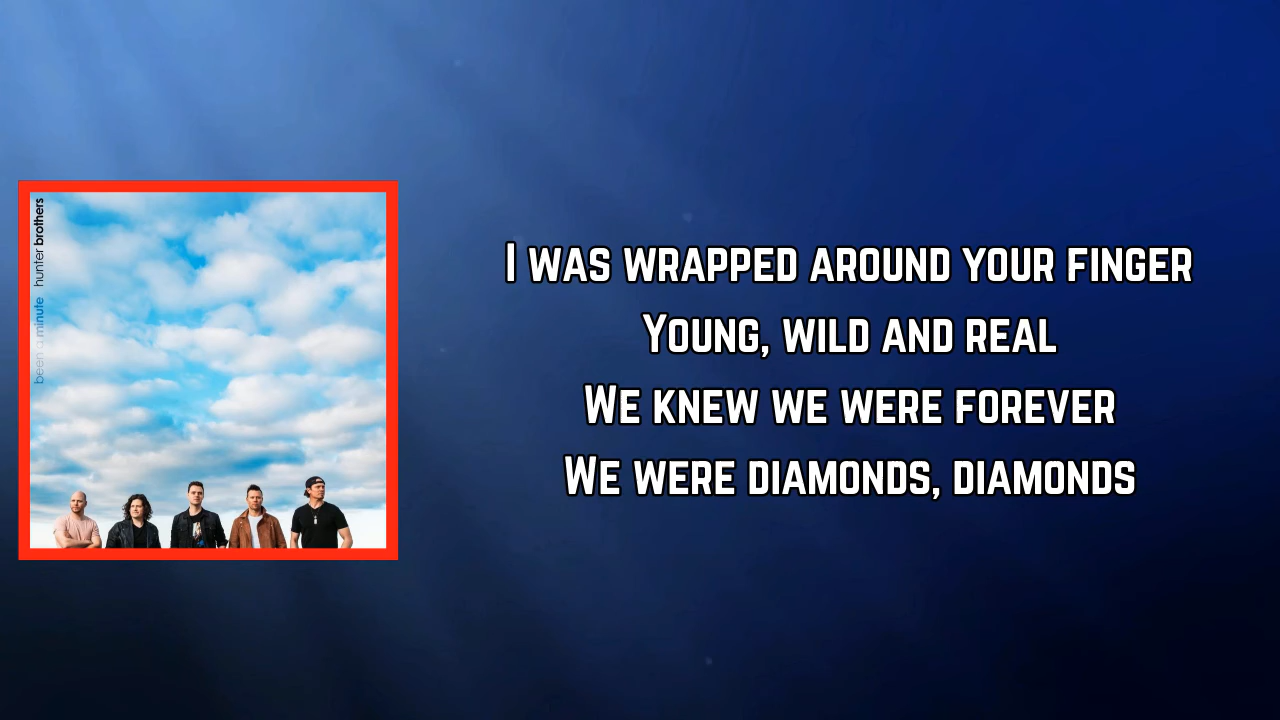 been a minute hunter brothers
I was wrapped around your finger
Young, wild and real
We knew we were forever
We were diamonds, diamonds